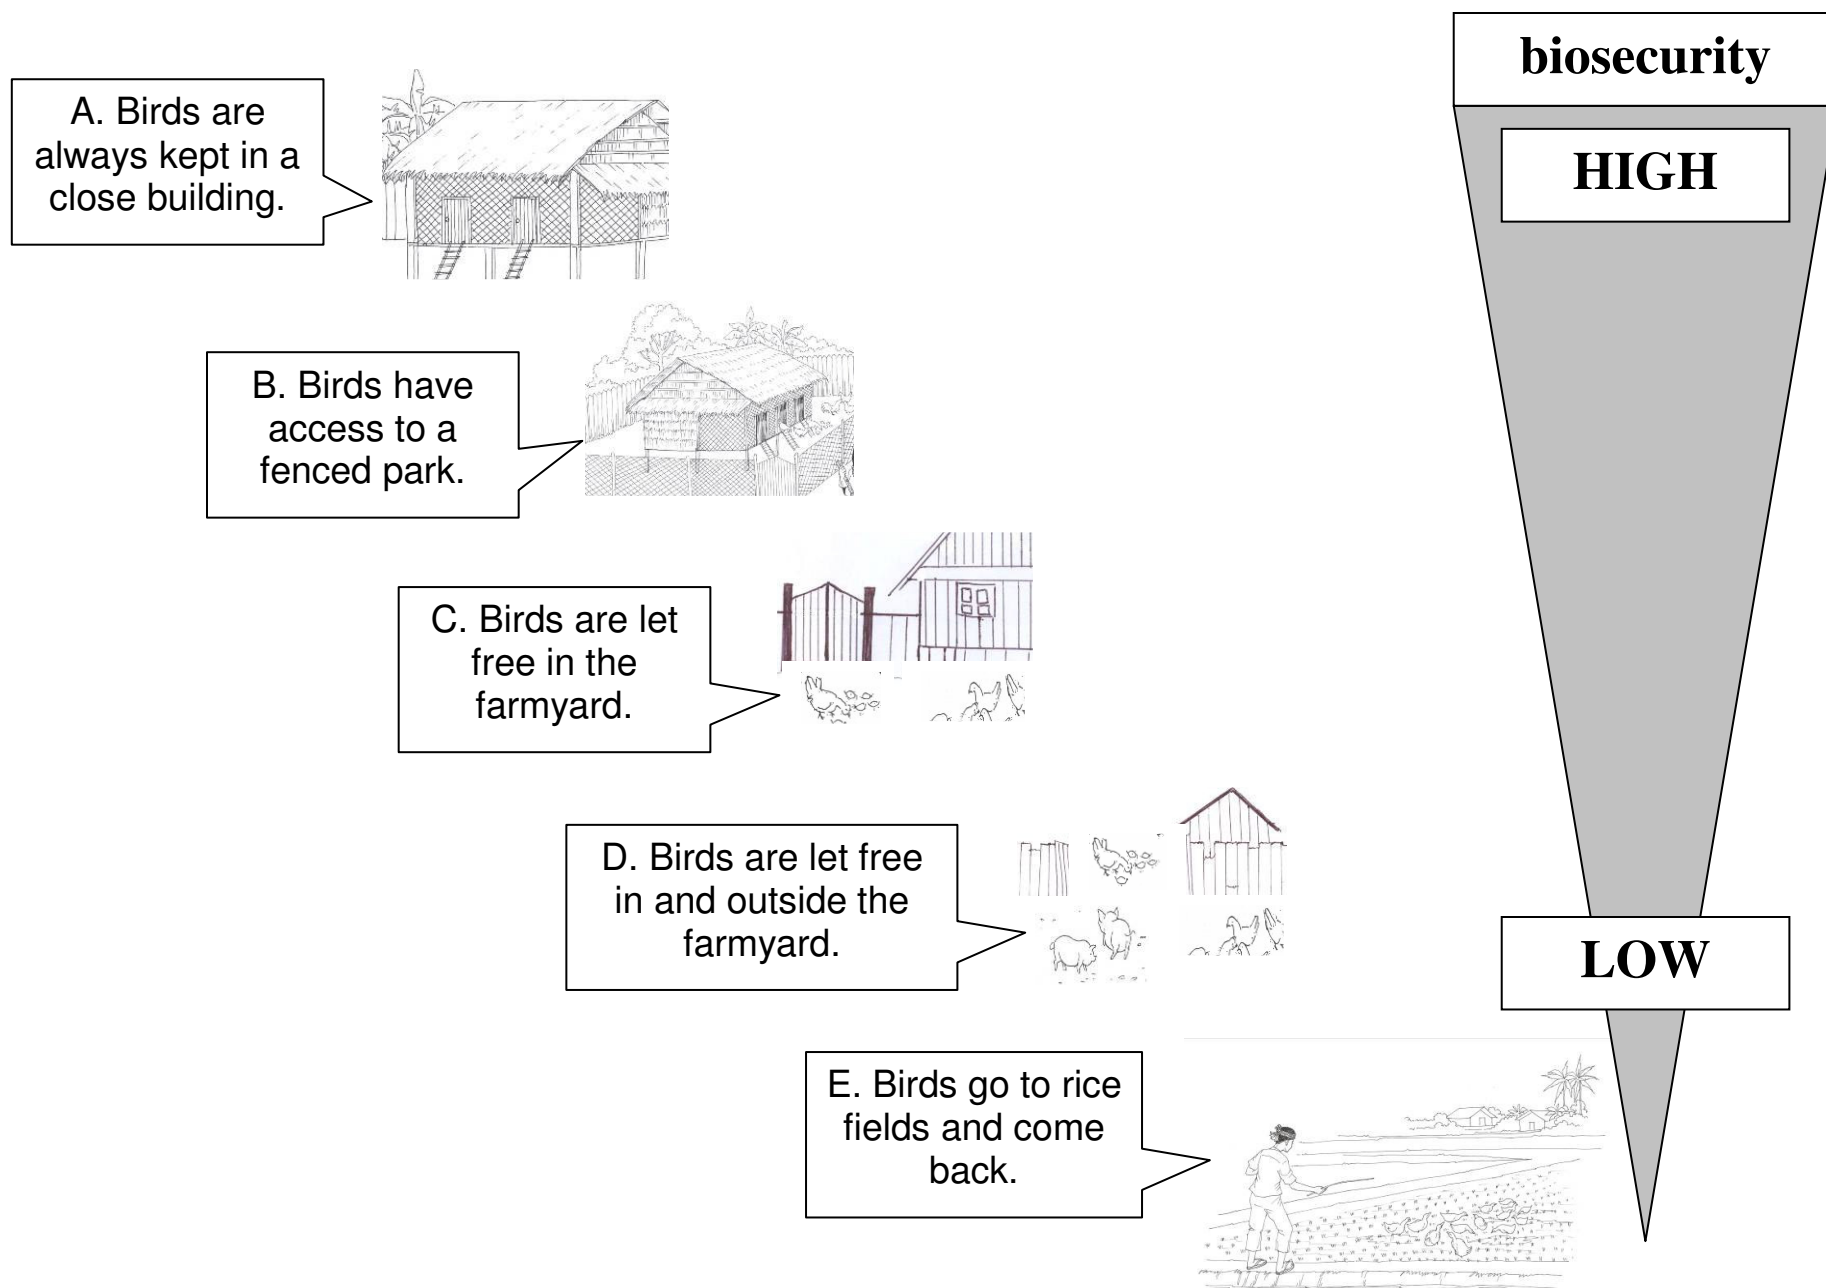 biosecurity
HIGH
A. Birds are
always kept in a
close building.
B. Birds have
access to a
fenced park.
C. Birds are let
free in the
farmyard.
D. Birds are let free
in and outside the
farmyard.
LOW
E. Birds go to rice
fields and come
back.